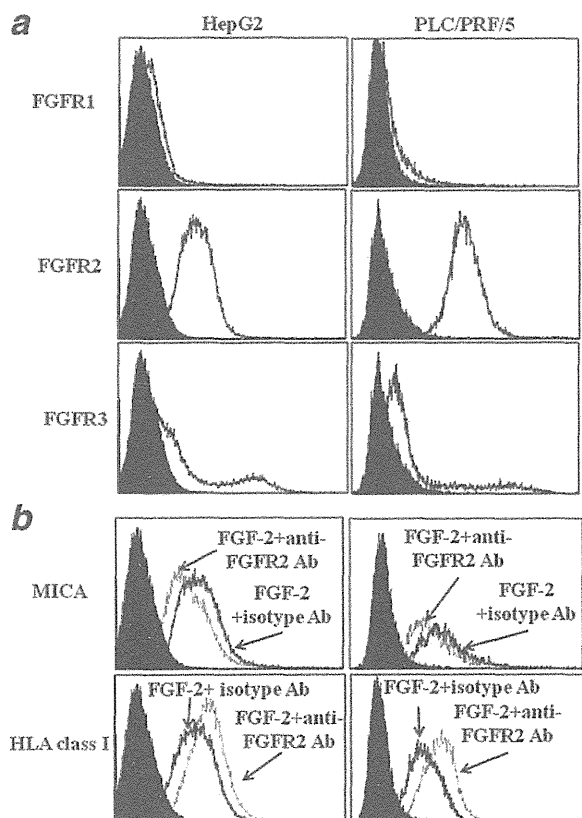 a
HepG2 PLC/PRF/5
FGFR1
FGFR2
FGFR3
b
MICA
FGF-2+anti-
FGFR2 Ab
FGF-2
+isotype Ab
FGF-2+anti-
FGFR2 Ab
FGF-2
+isotype Ab
HLA class I
FGF-2+ isotype Ab
FGF-2+anti-
FGFR2 Ab
FGF-2+isotype Ab
FGF-2+anti-
FGFR2 Ab